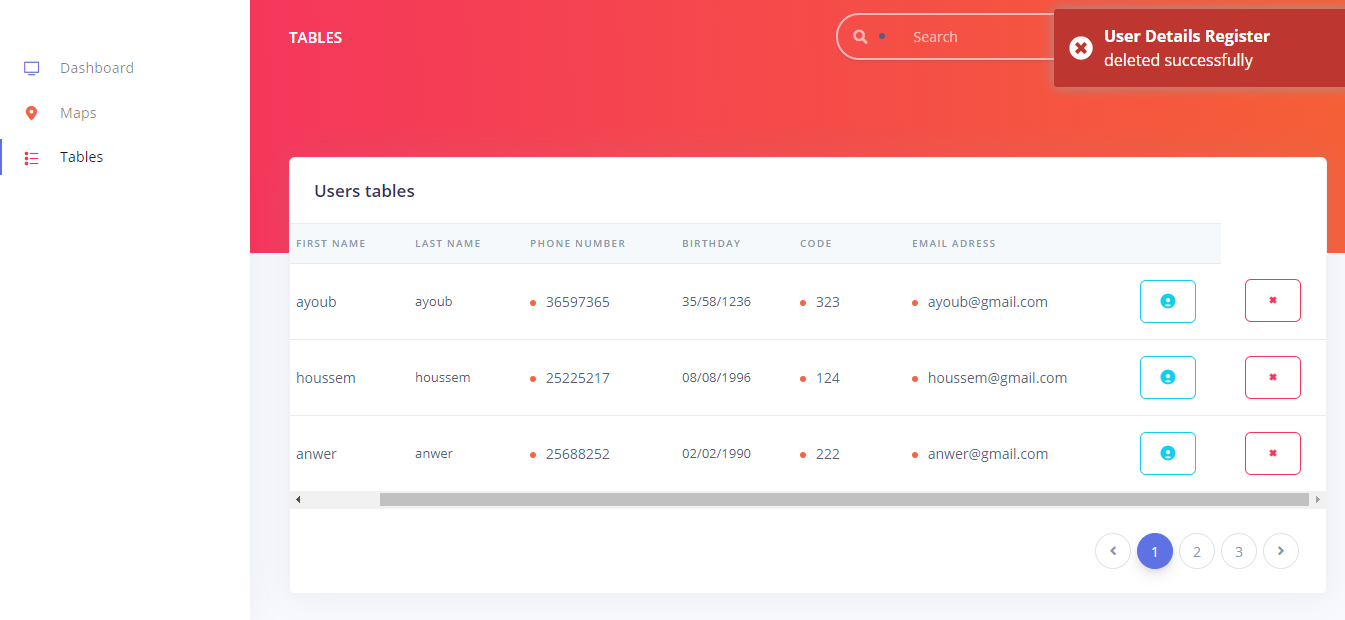 TABLES
Search
User Details Register
deleted successfully
Dashboard
Maps
Tables
Users tables
FIRST NAME LAST NAME PHONE NUMBER BIRTHDAY CODE EMAIL ADRESS
ayoub ayoub 36597365 35/58/1236 323 ayoub@gmail.com
houssem houssem 25225217 08/08/1996 124 houssem@gmail.com
anwer anwer 25688252 02/02/1990 222 anwer@gmail.com
1 2 3